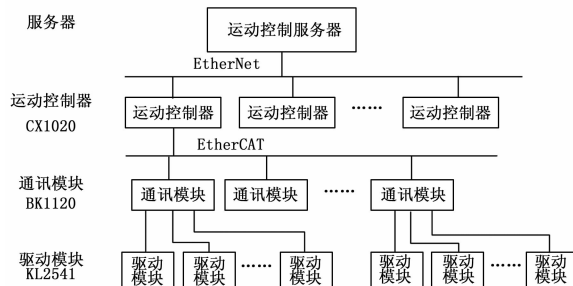 服务器
运动控制服务器
EtherNet
运动控制器
CX1020
运动控制器
运动控制器
……
运动控制器
EtherCAT
通讯模块
BK1120
通讯模块
通讯模块
……
通讯模块
驱动模块
KL2541
驱动
模块
驱动
模块
……
驱动
模块
驱动
模块
驱动
模块
……
驱动
模块